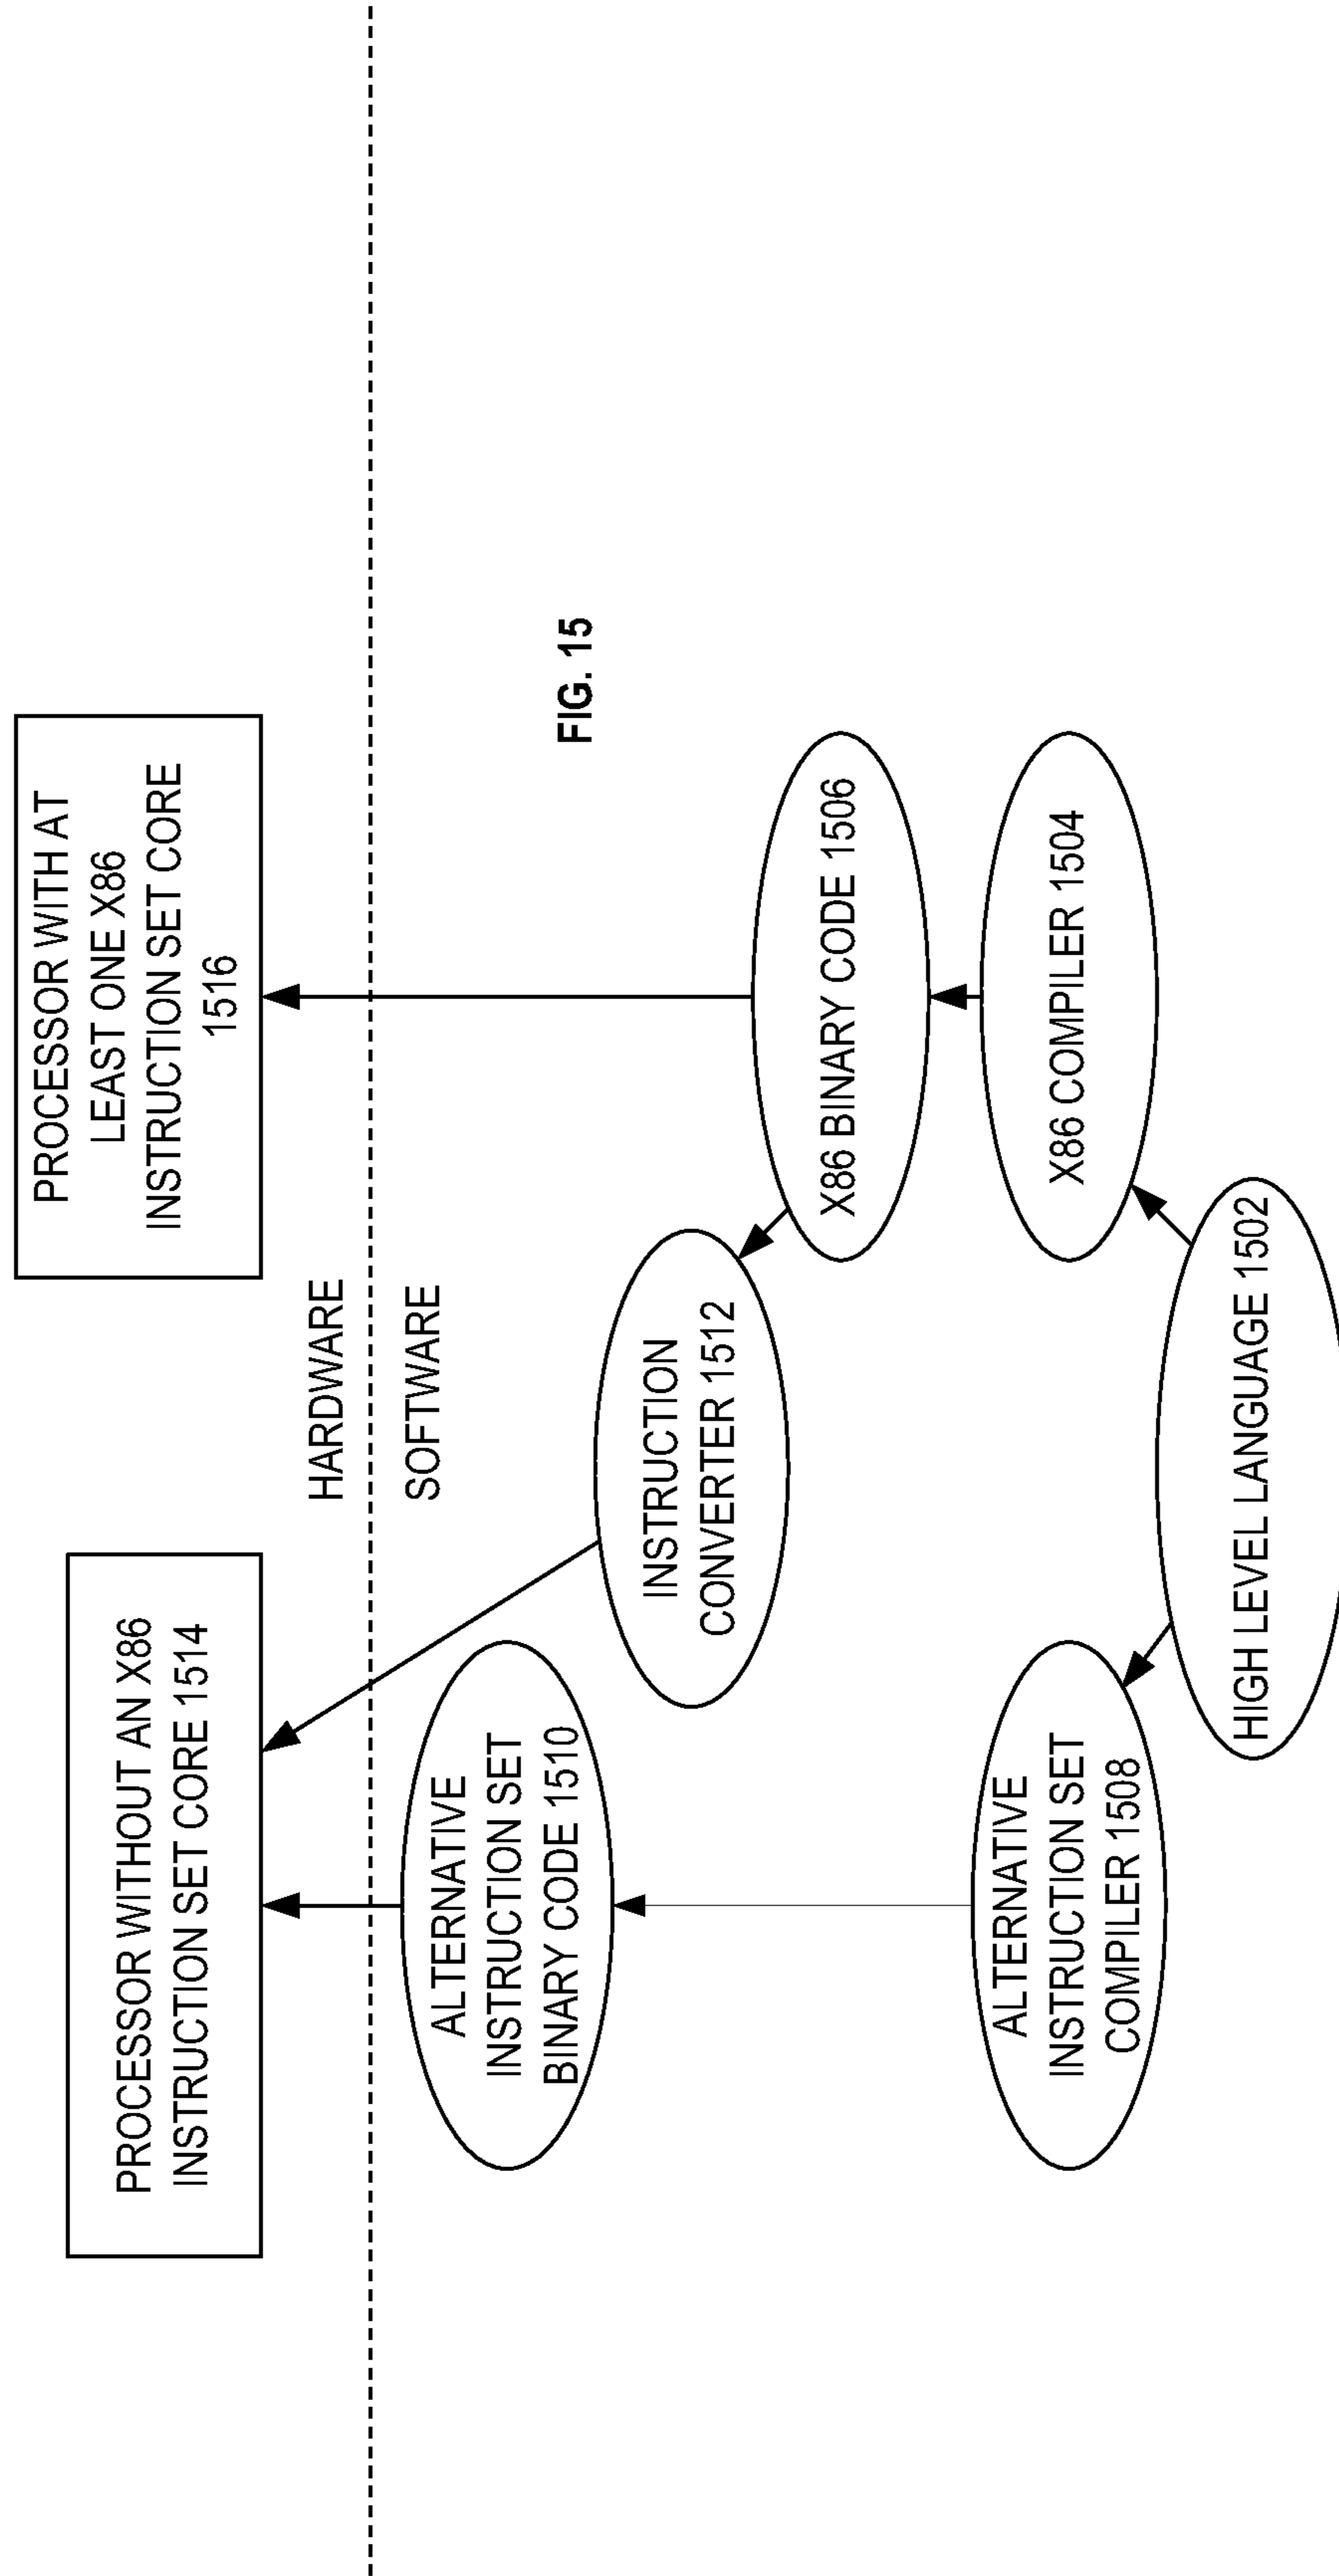 PROCESSOR WITHOUT AN X86
INSTRUCTION SET CORE 1514
PROCESSOR WITH AT
LEAST ONE X86
INSTRUCTION SET CORE
1516
HARDWARE
SOFTWARE
ALTERNATIVE
INSTRUCTION SET
BINARY CODE 1510
INSTRUCTION
CONVERTER 1512
FIG. 15
X86 BINARY CODE 1506
ALTERNATIVE
INSTRUCTION SET
COMPILER 1508
X86 COMPILER 1504
HIGH LEVEL LANGUAGE 1502